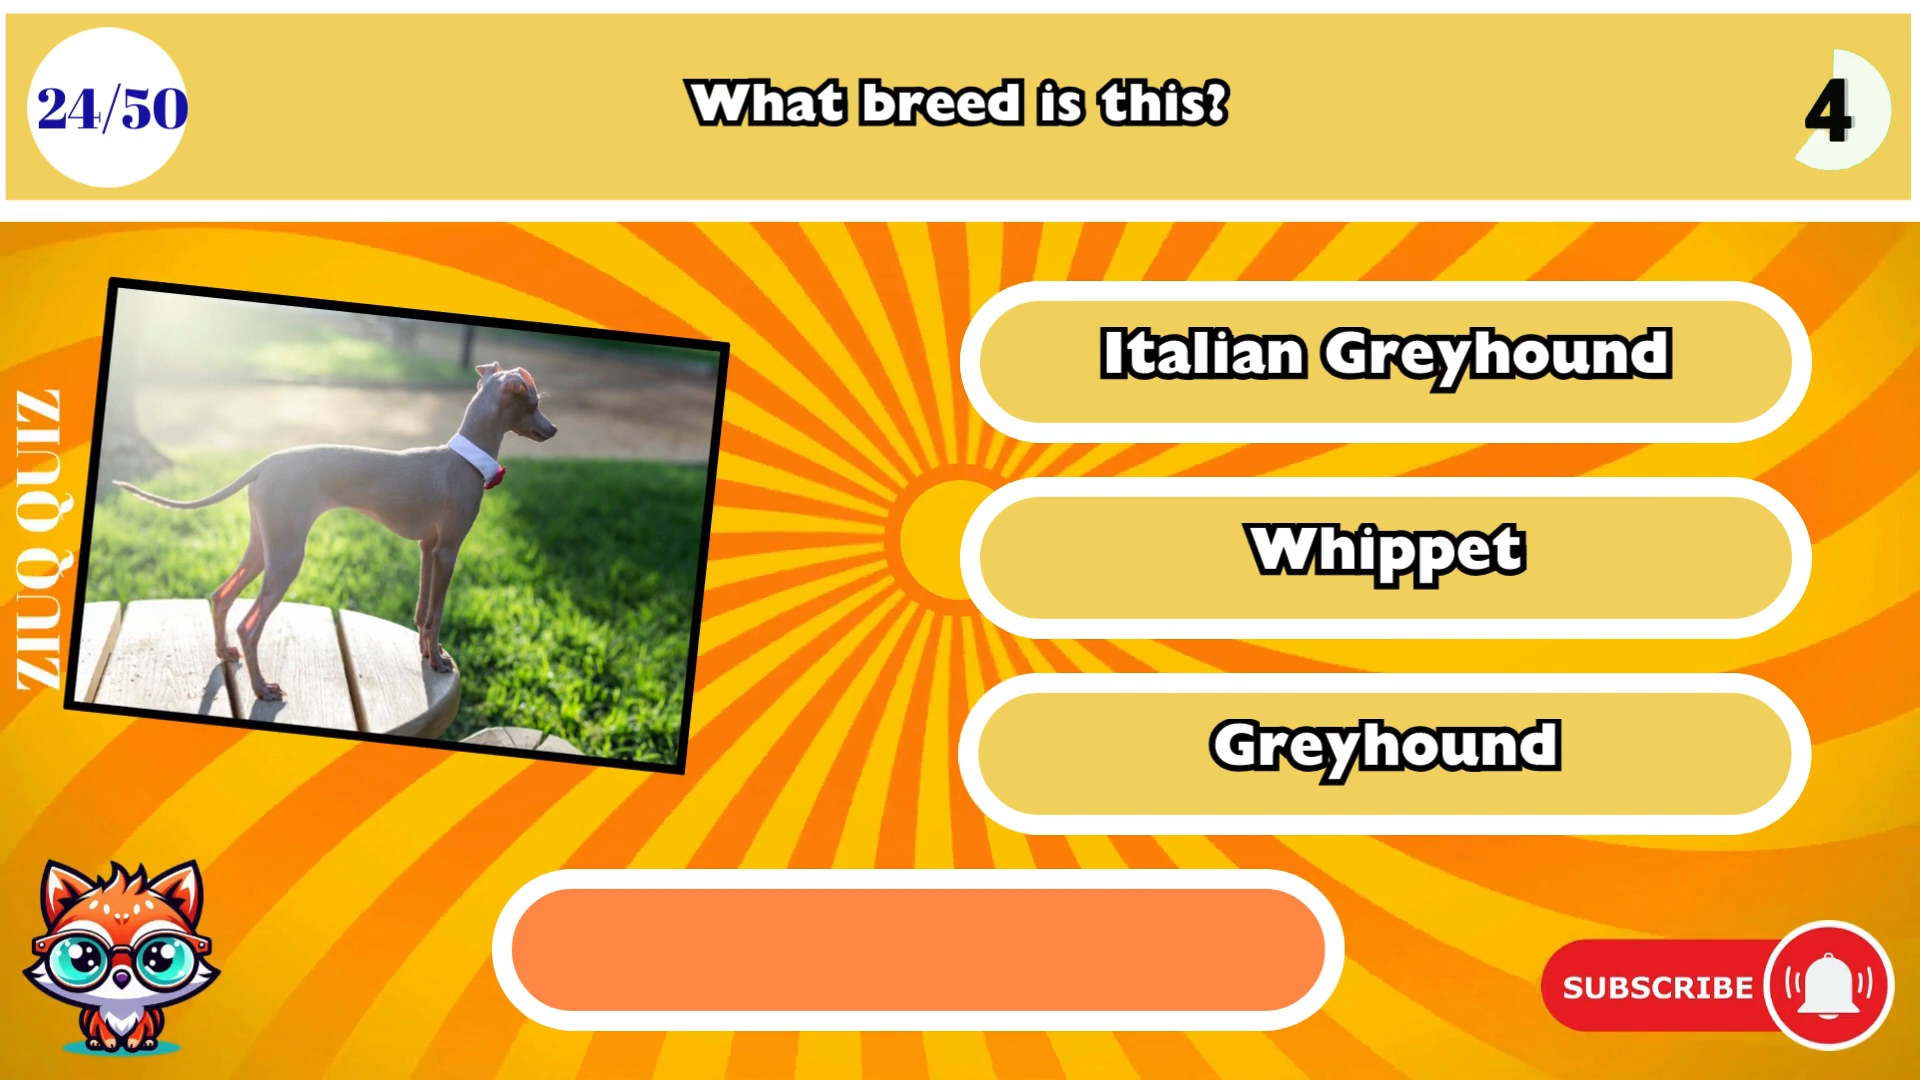 24/50
What breed is this?
4
ZIUQ QUIZ
Italian Greyhound
Whippet
Greyhound
SUBSCRIBE